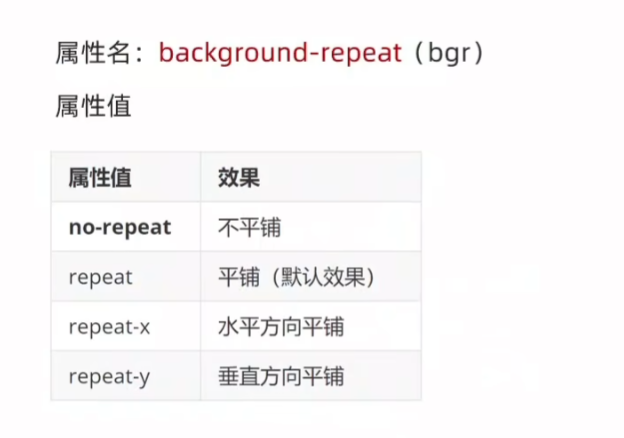 属性名：background-repeat（bgr）
属性值
属性值 效果
no-repeat 不平铺
repeat 平铺（默认效果）
repeat-x 水平方向平铺
repeat-y 垂直方向平铺